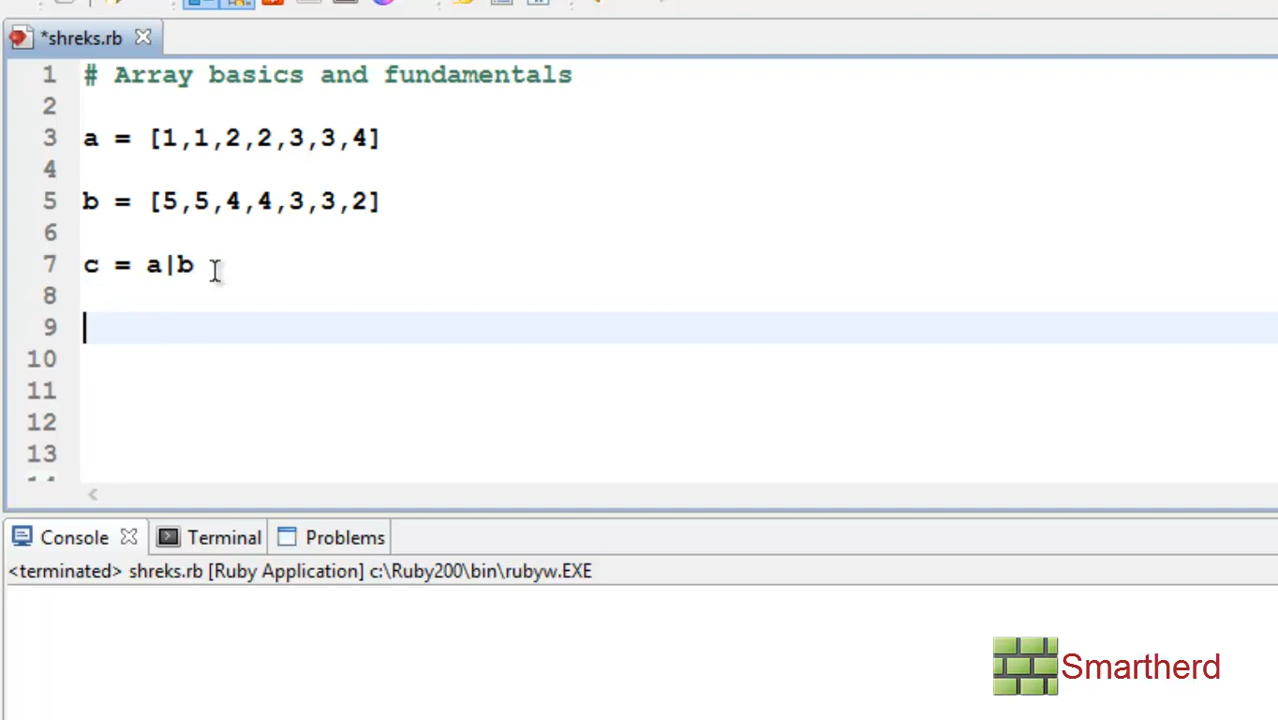 *shreks.rb
1 # Array basics and fundamentals
2
3 a = [1,1,2,2,3,3,4]
4
5 b = [5,5,4,4,3,3,2]
6
7 c = a|b
8
9
10
11
12
13
Console Terminal Problems
<terminated> shreks.rb [Ruby Application] c:\Ruby200\bin\rubyw.EXE
Smartherd